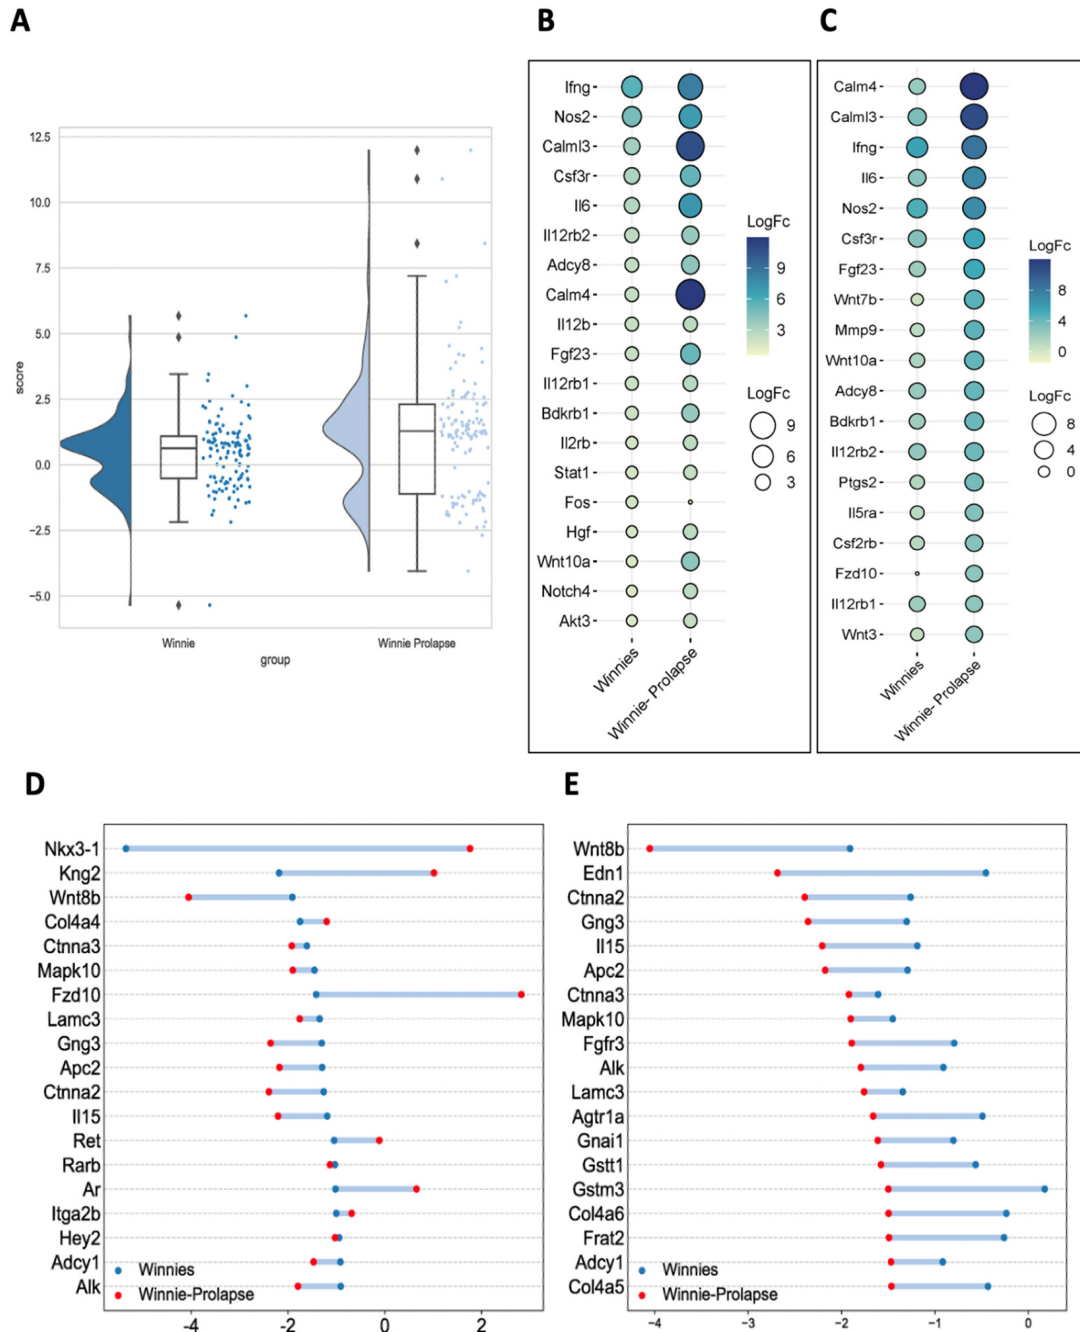 A
B
C
12.5
10.0
7.5
5.0
2.5
0.0
−2.5
−5.0
score
Winnie
Winnie Prolapse
group
Ifng
Nos2
Calml3
Csf3r
Il6
Il12rb2
Adcy8
Calm4
Il12b
Fgf23
Il12rb1
Bdkrb1
Il2rb
Stat1
Fos
Hgf
Wnt10a
Notch4
Akt3
Winnies
Winnie- Prolapse
LogFc
9
6
3
LogFc
9
6
3
Calm4
Calml3
Ifng
Il6
Nos2
Csf3r
Fgf23
Wnt7b
Mmp9
Wnt10a
Adcy8
Bdkrb1
Il12rb2
Ptgs2
Il5ra
Csf2rb
Fzd10
Il12rb1
Wnt3
Winnies
Winnie- Prolapse
LogFc
8
4
0
LogFc
8
4
0
D
E
Nkx3-1
Kng2
Wnt8b
Col4a4
Ctnna3
Mapk10
Fzd10
Lamc3
Gng3
Apc2
Ctnna2
Il15
Ret
Rarb
Ar
Itga2b
Hey2
Adcy1
Alk
Winnies
Winnie-Prolapse
-4
-2
0
2
Wnt8b
Edn1
Ctnna2
Gng3
Il15
Apc2
Ctnna3
Mapk10
Fgfr3
Alk
Lamc3
Agtr1a
Gnai1
Gstt1
Gstm3
Col4a6
Frat2
Adcy1
Col4a5
Winnies
Winnie-Prolapse
−4
−3
−2
−1
0